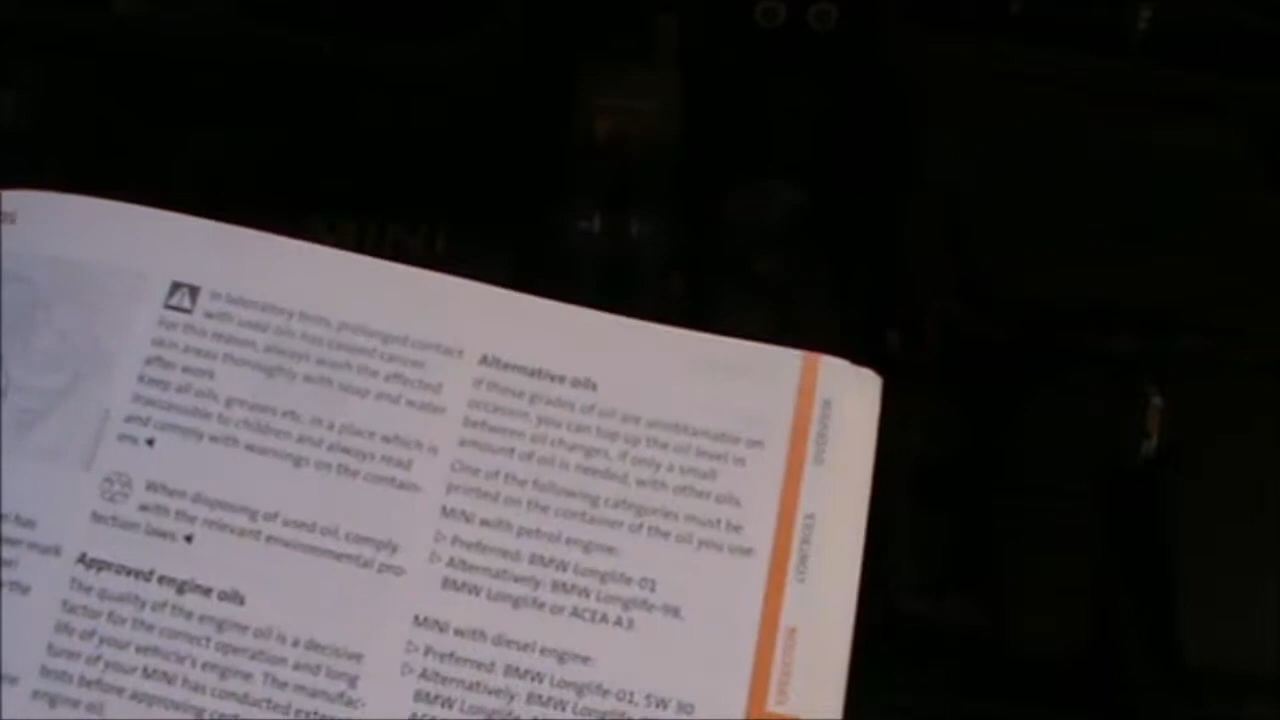 MINI
In laboratory tests, prolonged contact
with used oils has caused cancer.
For this reason, always wash the affected
skin areas thoroughly with soap and water
after work.
Keep all oils, greases etc. in a place which is
inaccessible to children and always read
and comply with warnings on the contain-
ers.
When disposing of used oil, comply
with the relevant environmental pro-
tection laws.
Approved engine oils
The quality of the engine oil is a decisive
factor for the correct operation and long
life of your vehicle's engine. The manufac-
turer of your MINI has conducted
tests before approving
engine oil.
Alternative oils
If these grades of oil are unobtainable on
occasion, you can top up the oil level in
between oil changes, if only a small
amount of oil is needed, with other oils.
One of the following categories must be
printed on the container of the oil you use:
MINI with petrol engine:
▷ Preferred: BMW Longlife-01
▷ Alternatively: BMW Longlife-98,
BMW Longlife or ACEA A3.
MINI with diesel engine:
▷ Preferred: BMW Longlife-01, 5W 30
▷ Alternatively: BMW
BMW Longlife